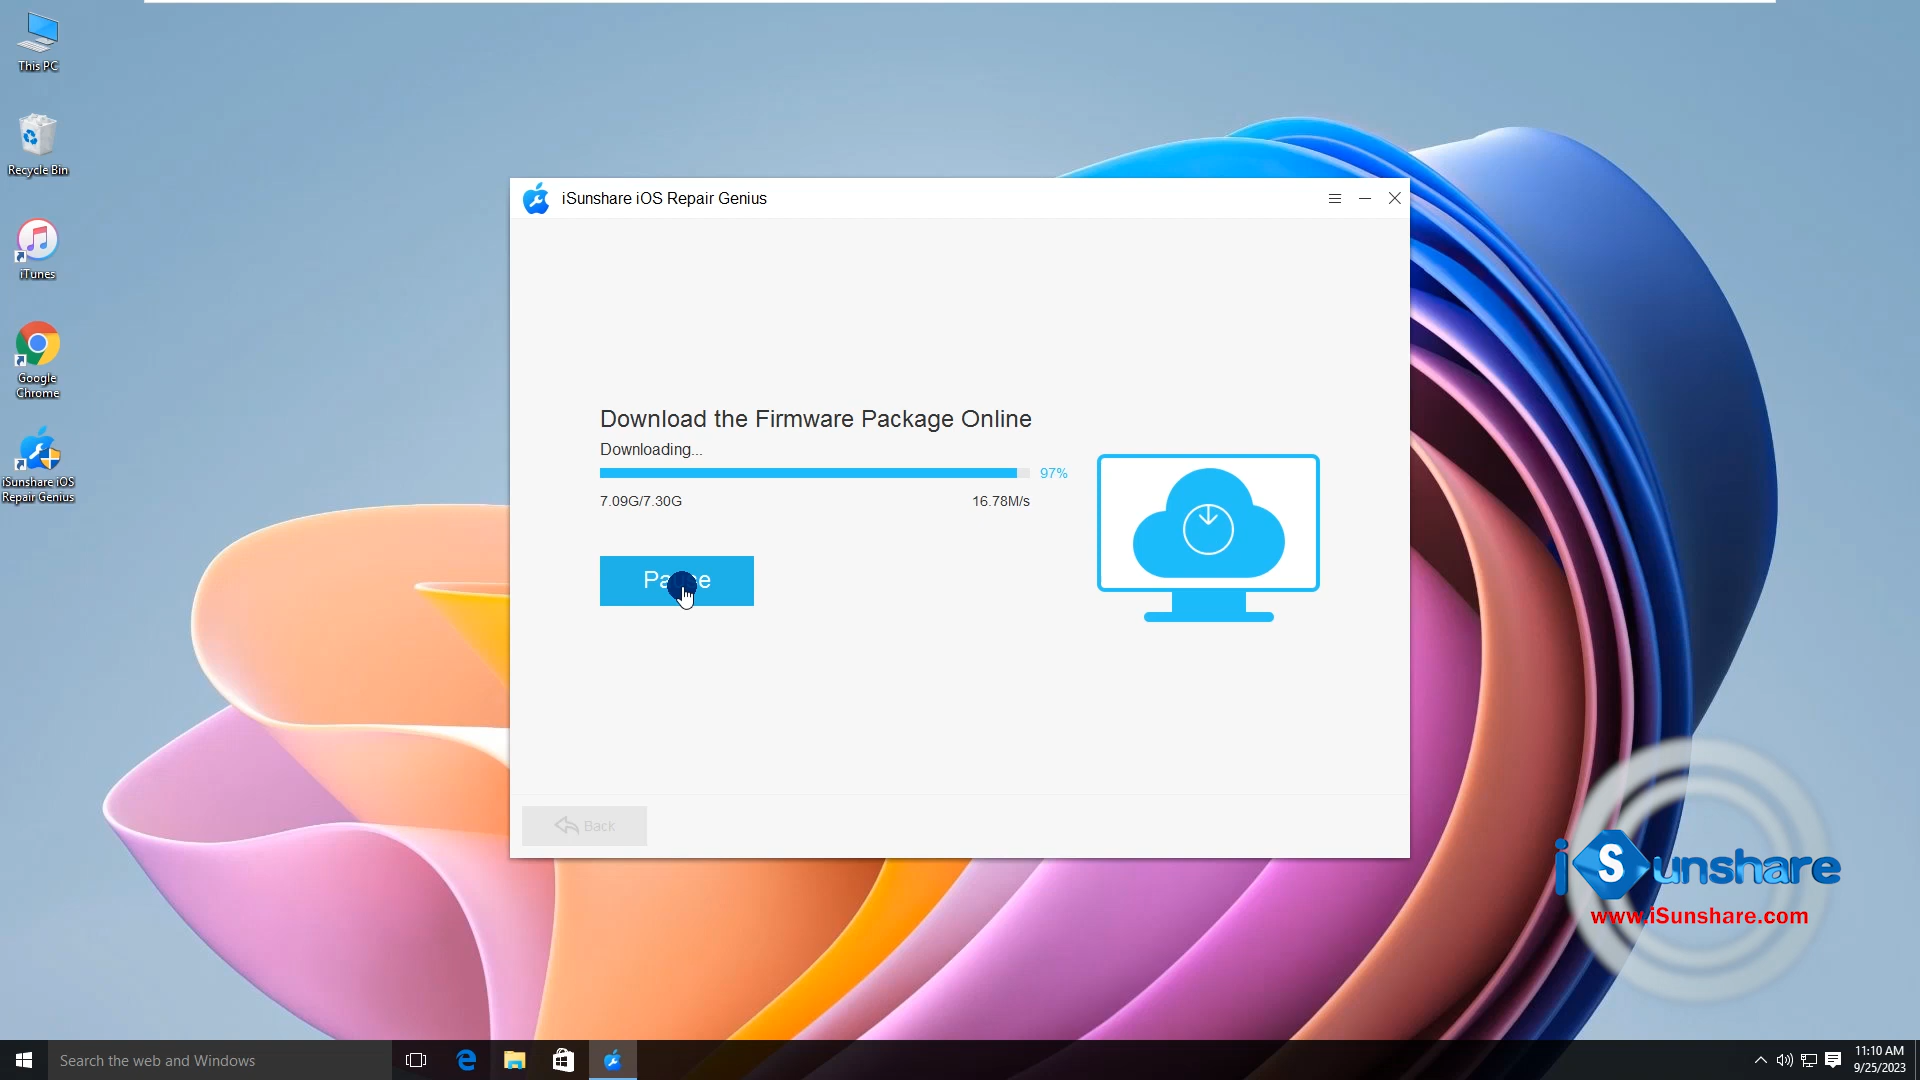 This PC
Recycle Bin
iTunes
Google
Chrome
iSunshare iOS
Repair Genius
iSunshare iOS Repair Genius
Download the Firmware Package Online
Downloading...
97%
7.09G/7.30G
16.78M/s
Back
iSunshare
www.iSunshare.com
Search the web and Windows
11:10 AM
9/25/2023